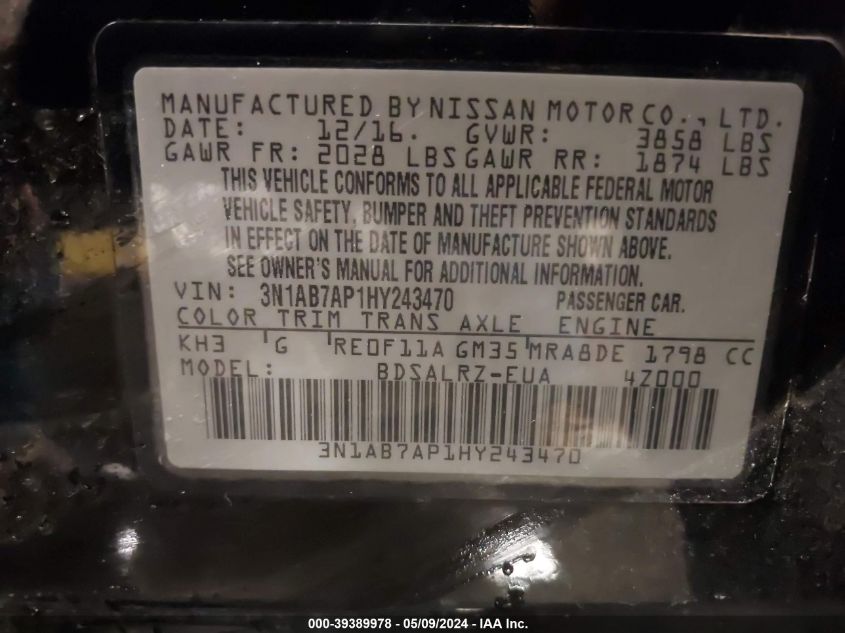 MANUFACTURED BY NISSAN MOTOR CO., LTD.
DATE: 12/16. GVWR: 3858 LBS
GAWR FR: 2028 LBS GAWR RR: 1874 LBS
THIS VEHICLE CONFORMS TO ALL APPLICABLE FEDERAL MOTOR
VEHICLE SAFETY, BUMPER AND THEFT PREVENTION STANDARDS
IN EFFECT ON THE DATE OF MANUFACTURE SHOWN ABOVE.
SEE OWNER'S MANUAL FOR ADDITIONAL INFORMATION.
VIN: 3N1AB7AP1HY243470 PASSENGER CAR.
COLOR TRIM TRANS AXLE ENGINE
KH3 G RE0F11A GM35 MRA8DE 1798 CC
MODEL: BDSALRZ-EUA 4Z000
3N1AB7AP1HY243470
000-39389978 - 05/09/2024 - IAA Inc.